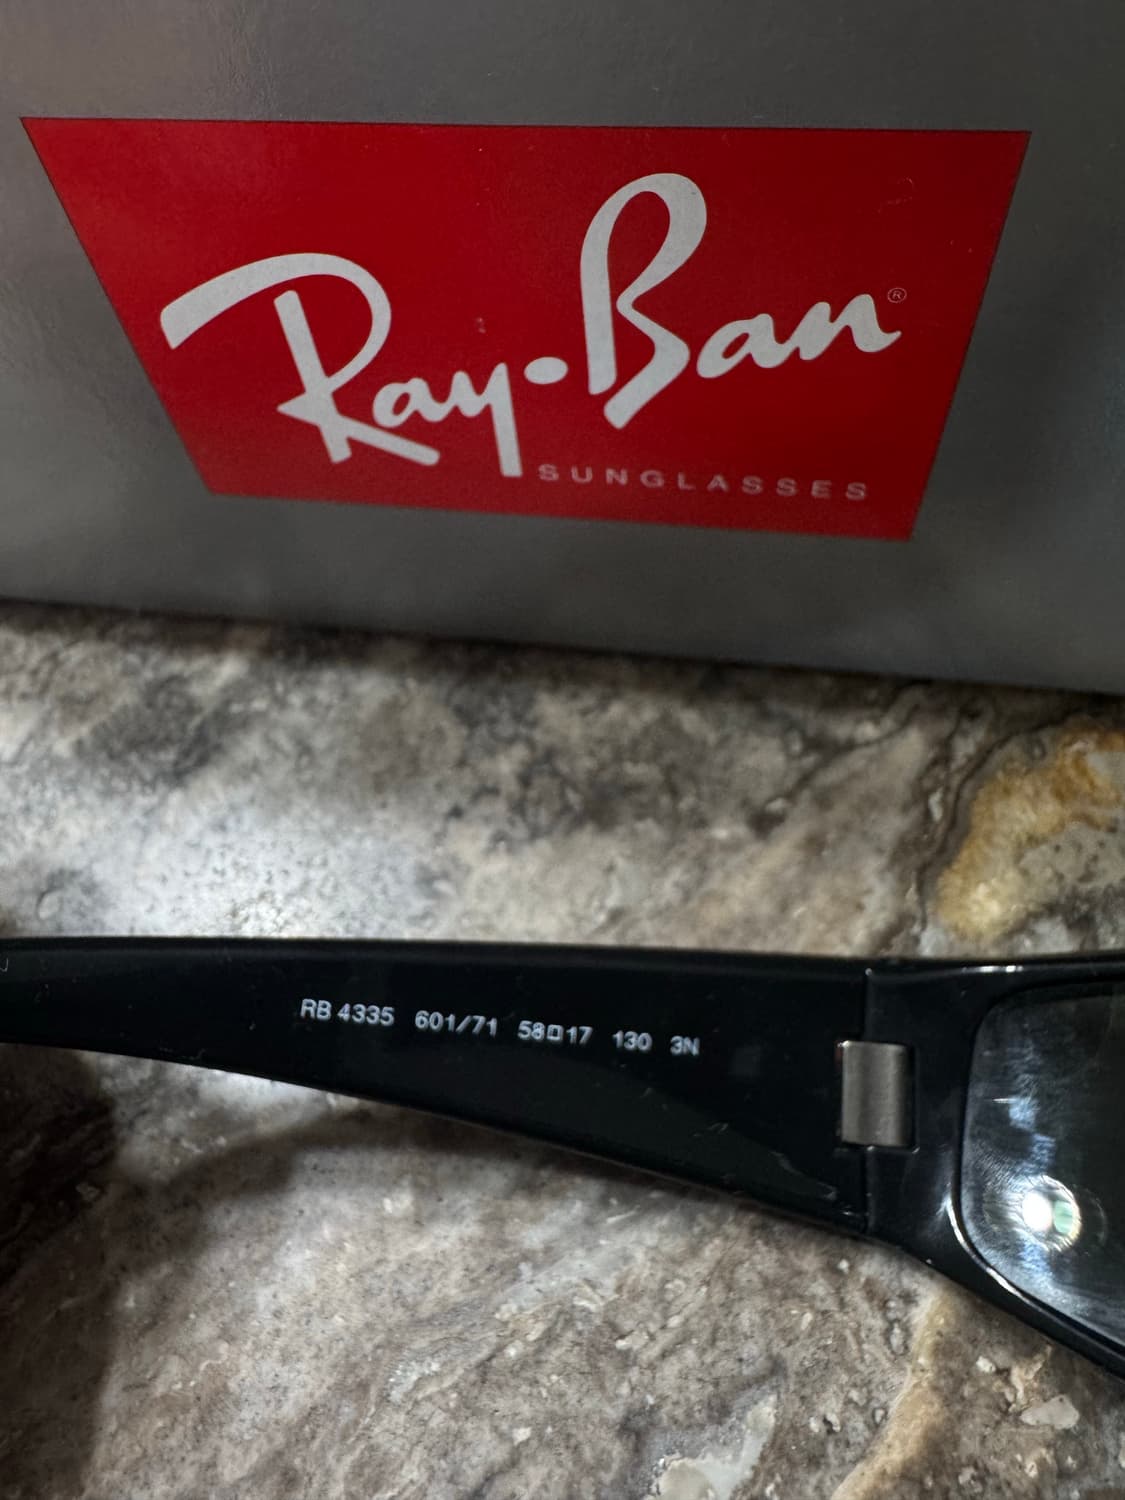 Ray-Ban®
SUNGLASSES
RB 4335 601/71 58□17 130 3N